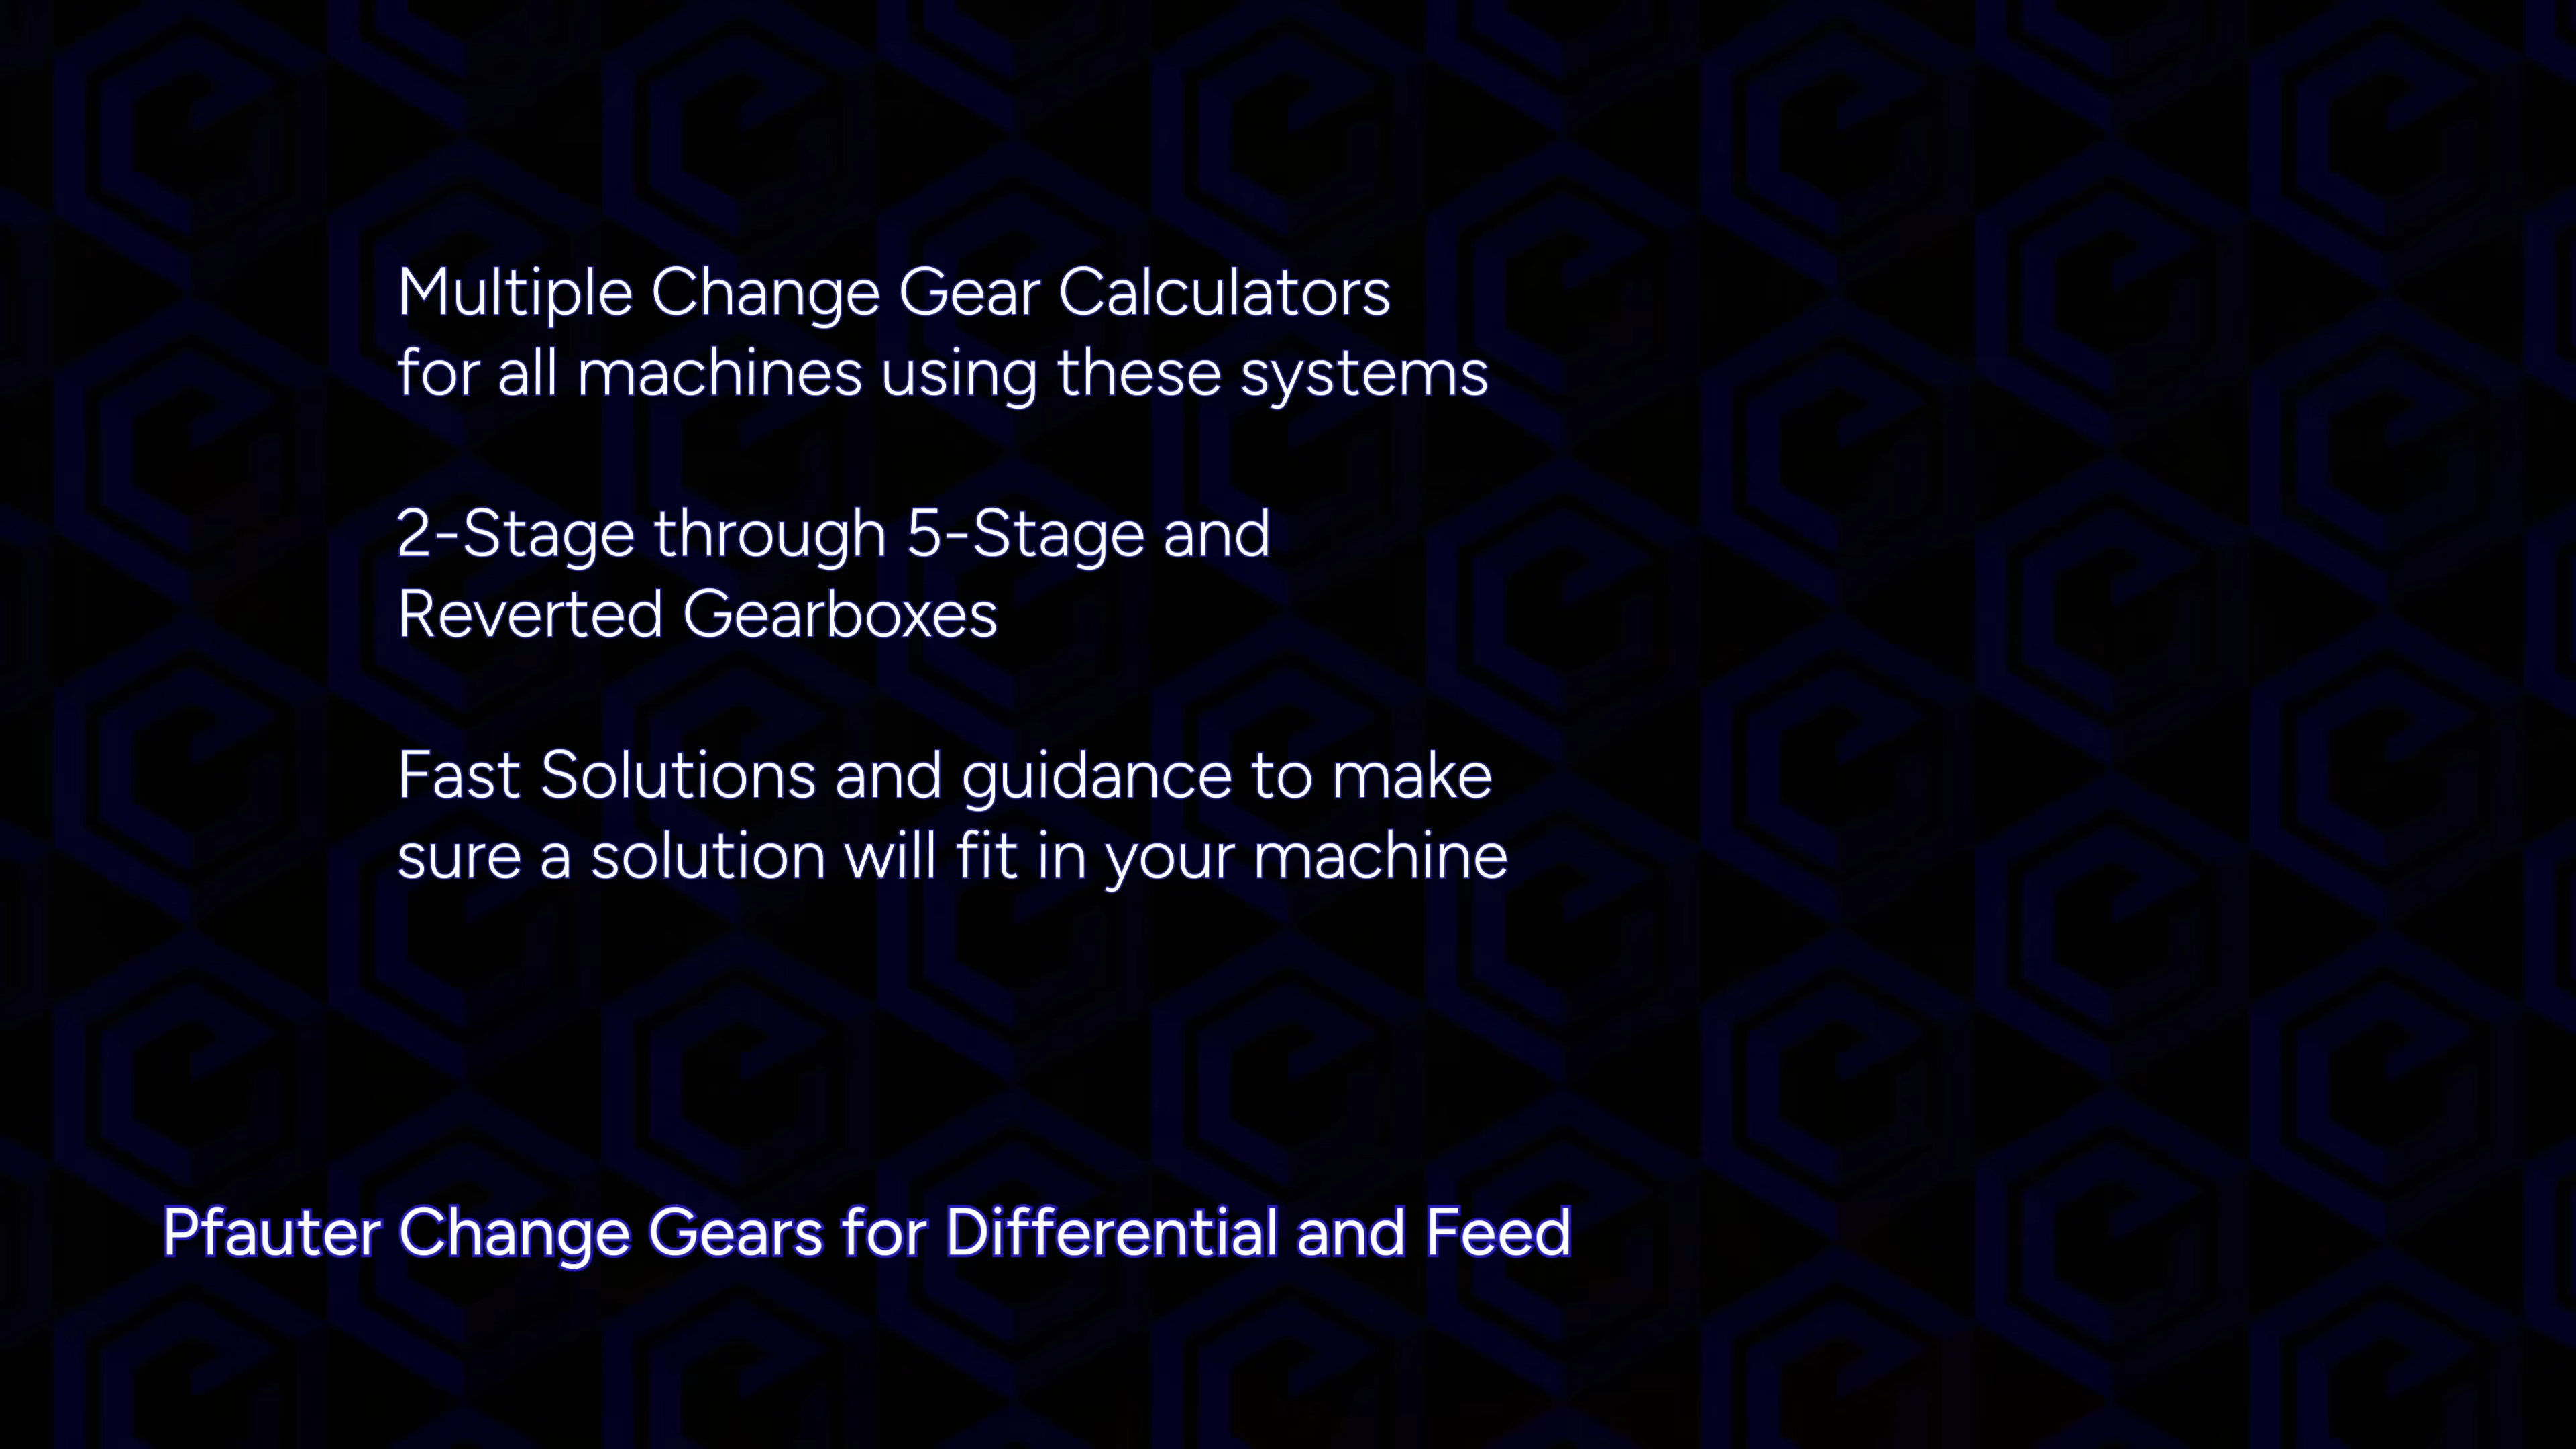 Multiple Change Gear Calculators
for all machines using these systems
2-Stage through 5-Stage and
Reverted Gearboxes
Fast Solutions and guidance to make
sure a solution will fit in your machine
Pfauter Change Gears for Differential and Feed